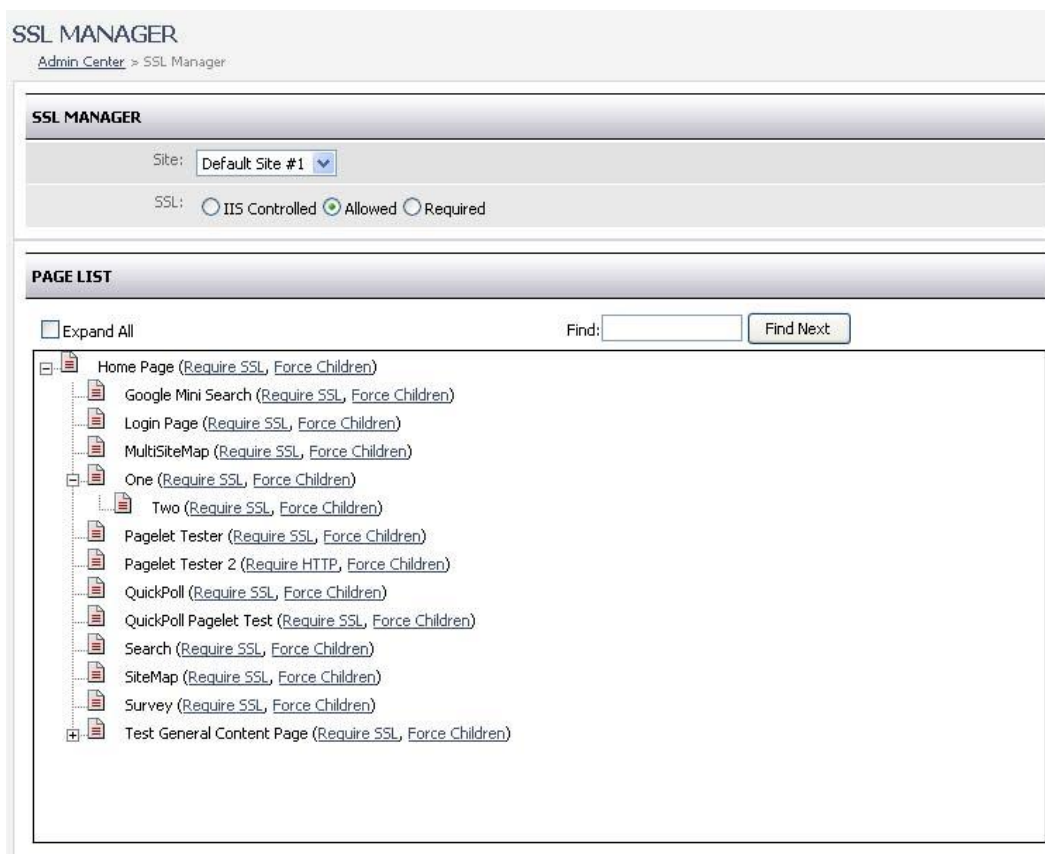 SSL MANAGER
Admin Center > SSL Manager
SSL MANAGER
Site: Default Site #1
SSL: IIS Controlled Allowed Required
PAGE LIST
Expand All Find: Find Next
Home Page (Require SSL, Force Children)
Google Mini Search (Require SSL, Force Children)
Login Page (Require SSL, Force Children)
MultiSiteMap (Require SSL, Force Children)
One (Require SSL, Force Children)
Two (Require SSL, Force Children)
Pagelet Tester (Require SSL, Force Children)
Pagelet Tester 2 (Require HTTP, Force Children)
QuickPoll (Require SSL, Force Children)
QuickPoll Pagelet Test (Require SSL, Force Children)
Search (Require SSL, Force Children)
SiteMap (Require SSL, Force Children)
Survey (Require SSL, Force Children)
Test General Content Page (Require SSL, Force Children)